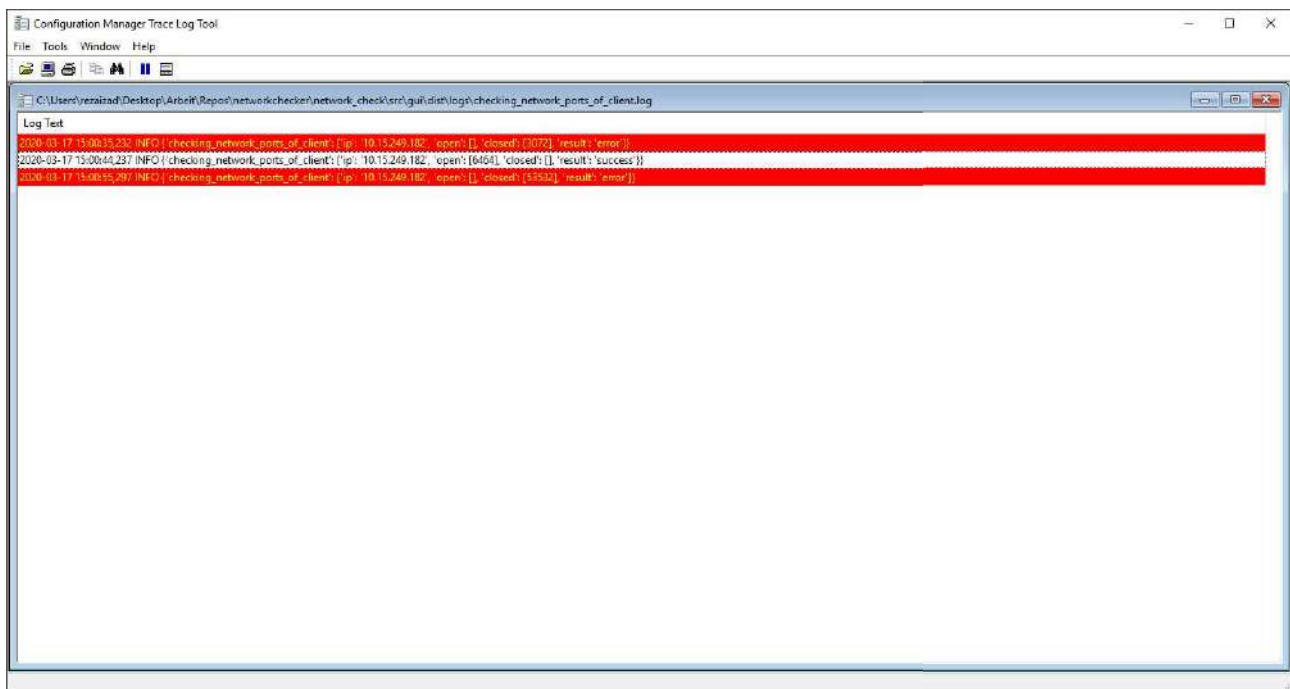 Configuration Manager Trace Log Tool
File Tools Window Help
C:\Users\rezaizad\Desktop\Arbeit\Repos\networkchecker\network_check\src\gui\dist\logs\checking_network_ports_of_client.log
Log Text
2020-03-17 15:00:35,232 INFO {'checking_network_ports_of_client': {'ip': '10.15.249.182', 'open': [], 'closed': [3072], 'result': 'error'}}
2020-03-17 15:00:44,237 INFO {'checking_network_ports_of_client': {'ip': '10.15.249.182', 'open': [6464], 'closed': [], 'result': 'success'}}
2020-03-17 15:00:55,297 INFO {'checking_network_ports_of_client': {'ip': '10.15.249.182', 'open': [], 'closed': [53532], 'result': 'error'}}